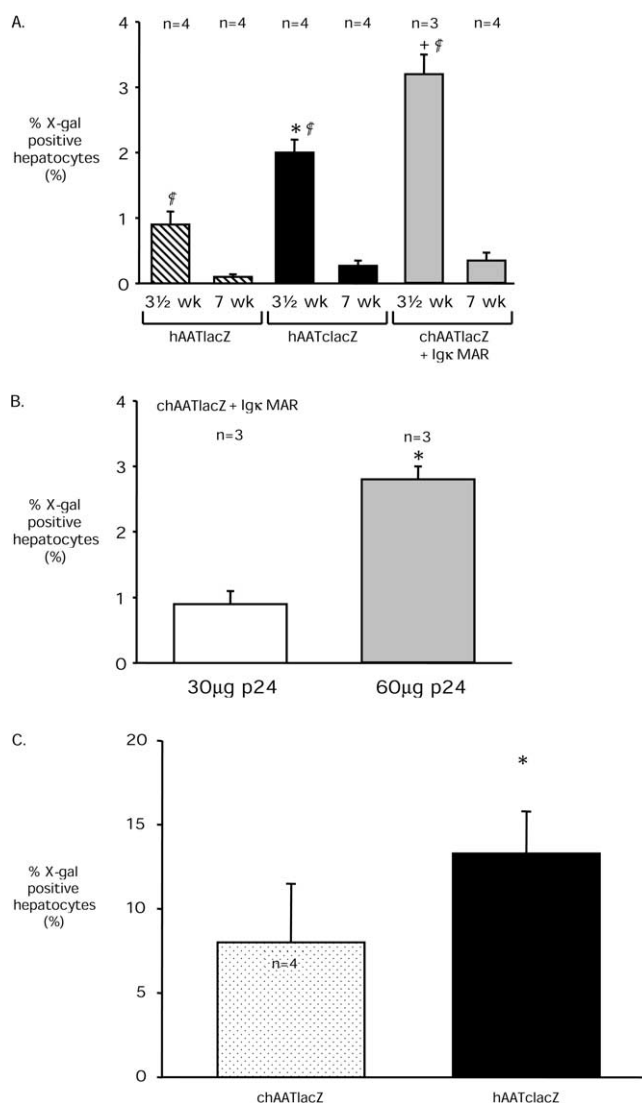 A.
n=4 n=4 n=4 n=4 n=3 n=4
4
3
2
1
0
% X-gal
positive
hepatocytes
(%)
*
+
3½ wk 7 wk 3½ wk 7 wk 3½ wk 7 wk
hAATlacZ hAATclacZ chAATlacZ
+ Igκ MAR
B.
chAATlacZ + Igκ MAR
n=3 n=3
*
4
3
2
1
0
% X-gal
positive
hepatocytes
(%)
30µg p24 60µg p24
C.
20
15
10
5
0
% X-gal
positive
hepatocytes
(%)
*
n=4
chAATlacZ hAATclacZ